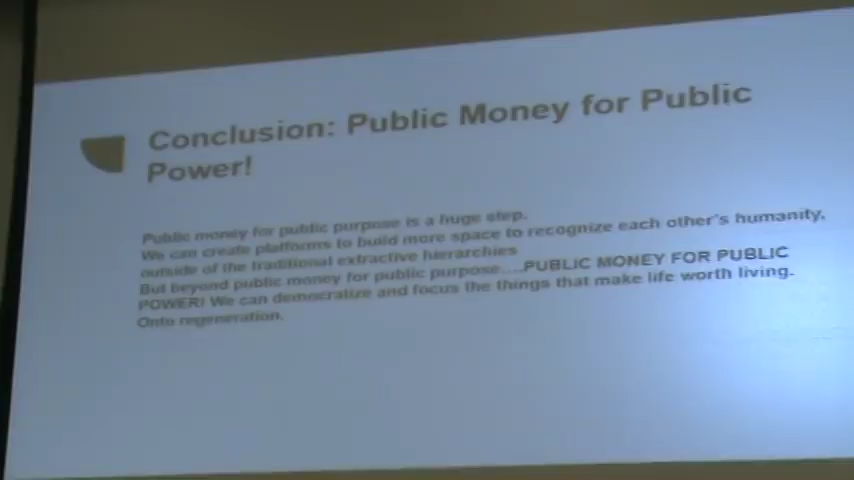 Conclusion: Public Money for Public
Power!
Public money for public purpose is a huge step.
We can create platforms to build more space to recognize each other's humanity,
outside of the traditional extractive hierarchies
But beyond public money for public purpose....PUBLIC MONEY FOR PUBLIC
POWER! We can democratize and focus the things that make life worth living.
Onto regeneration.